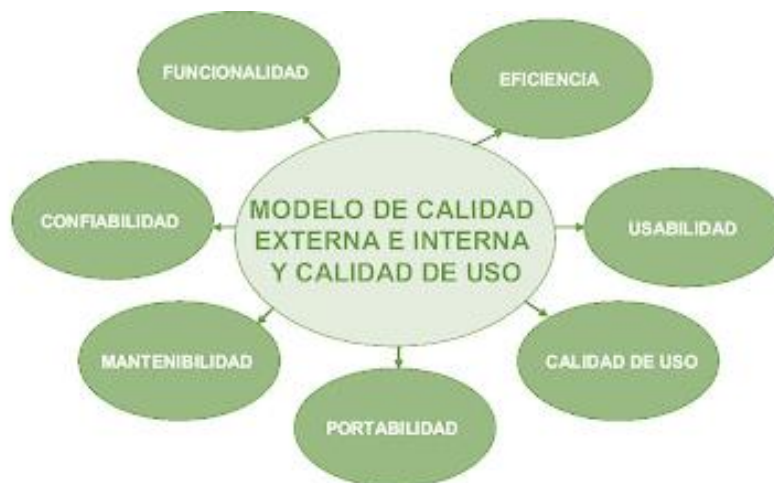 FUNCIONALIDAD
EFICIENCIA
CONFIABILIDAD
MODELO DE CALIDAD
EXTERNA E INTERNA
Y CALIDAD DE USO
USABILIDAD
MANTENIBILIDAD
CALIDAD DE USO
PORTABILIDAD